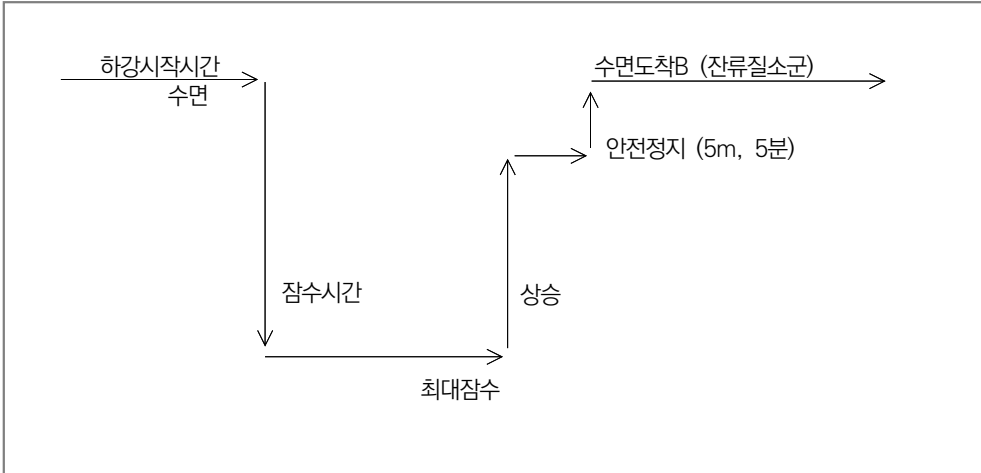 하강시작시간
수면
수면도착B (잔류질소군)
안전정지 (5m, 5분)
잠수시간
상승
최대잠수